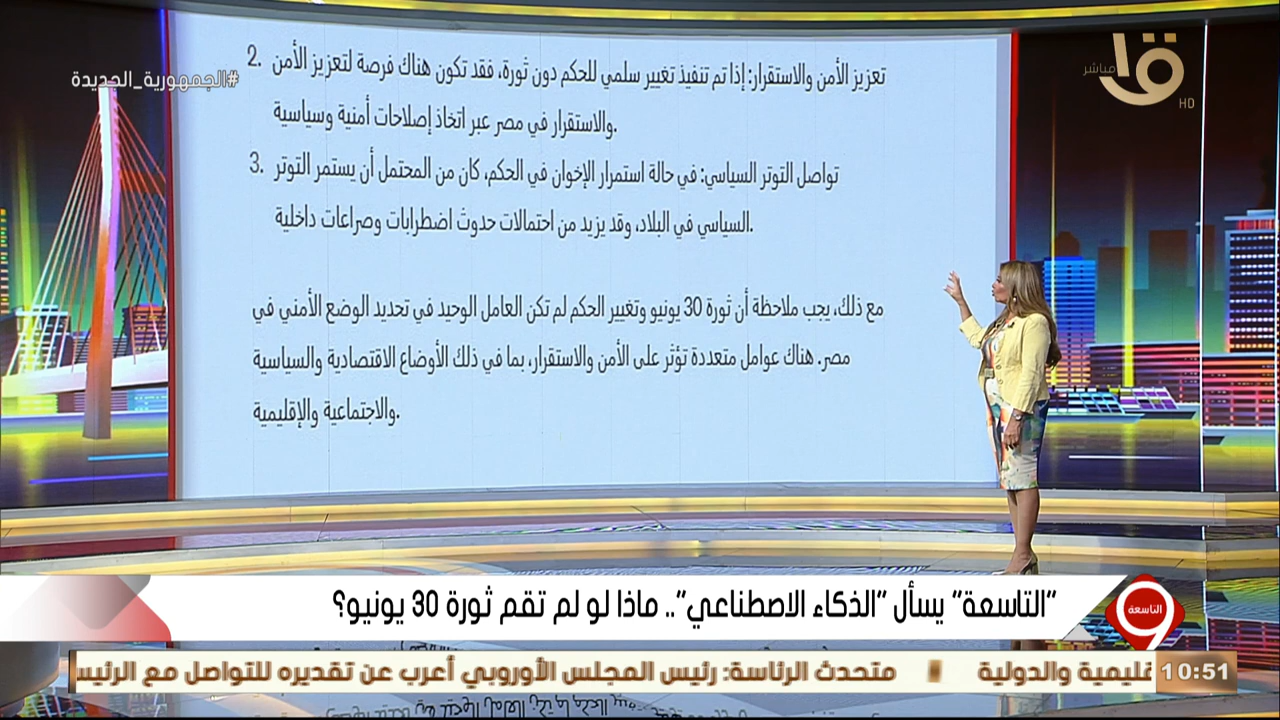 #الجمهورية_الجديدة
مباشر
HD
2. تعزيز الأمن والاستقرار: إذا تم تنفيذ تغيير سلمي للحكم دون ثورة، فقد تكون هناك فرصة لتعزيز الأمن
والاستقرار في مصر عبر اتخاذ إصلاحات أمنية وسياسية.
3. تواصل التوتر السياسي: في حالة استمرار الإخوان في الحكم، كان من المحتمل أن يستمر التوتر
السياسي في البلاد، وقد يزيد من احتمالات حدوث اضطرابات وصراعات داخلية.
مع ذلك، يجب ملاحظة أن ثورة 30 يونيو وتغيير الحكم لم تكن العامل الوحيد في تحديد الوضع الأمني في
مصر. هناك عوامل متعددة تؤثر على الأمن والاستقرار، بما في ذلك الأوضاع الاقتصادية والسياسية
والاجتماعية والإقليمية.
التاسعة
9
"التاسعة" يسأل "الذكاء الاصطناعي".. ماذا لو لم تقم ثورة 30 يونيو؟
10:51
قليمية والدولية
متحدث الرئاسة: رئيس المجلس الأوروبي أعرب عن تقديره للتواصل مع الرئيس